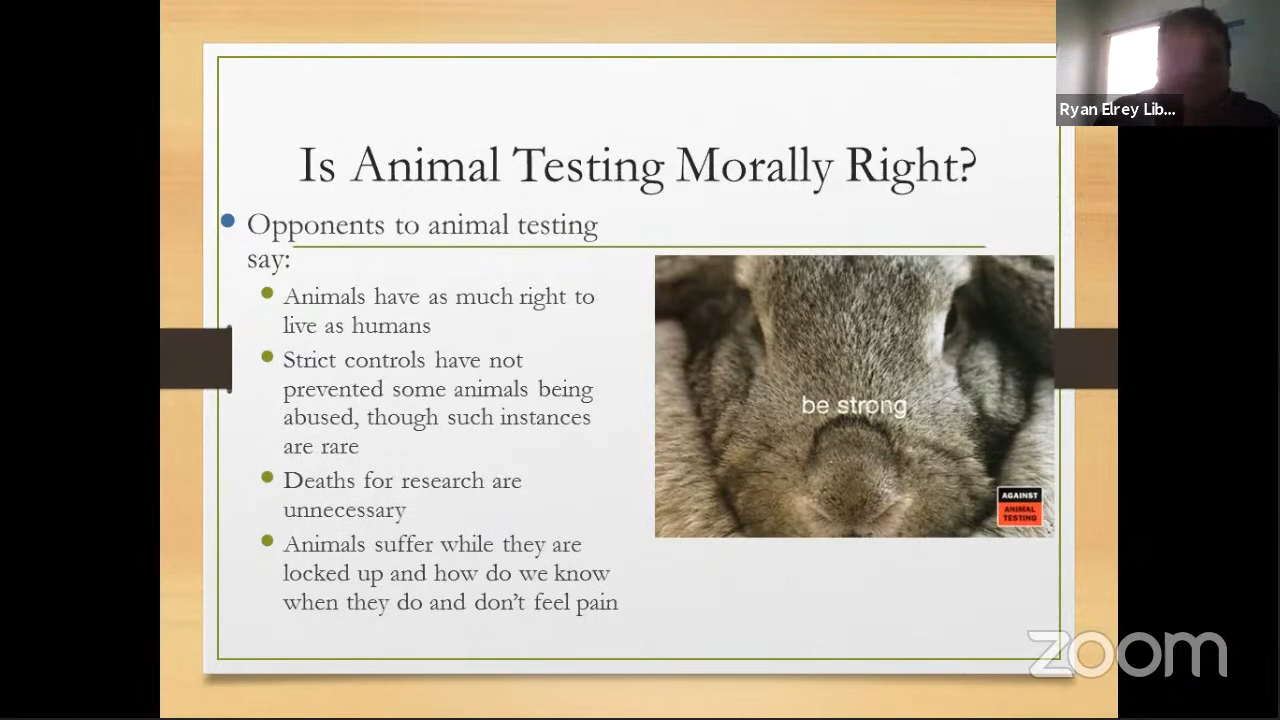 Ryan Elrey Lib...
Is Animal Testing Morally Right?
Opponents to animal testing
say:
Animals have as much right to
live as humans
Strict controls have not
prevented some animals being
abused, though such instances
are rare
Deaths for research are
unnecessary
Animals suffer while they are
locked up and how do we know
when they do and don't feel pain
be strong
AGAINST
ANIMAL
TESTING
zoom